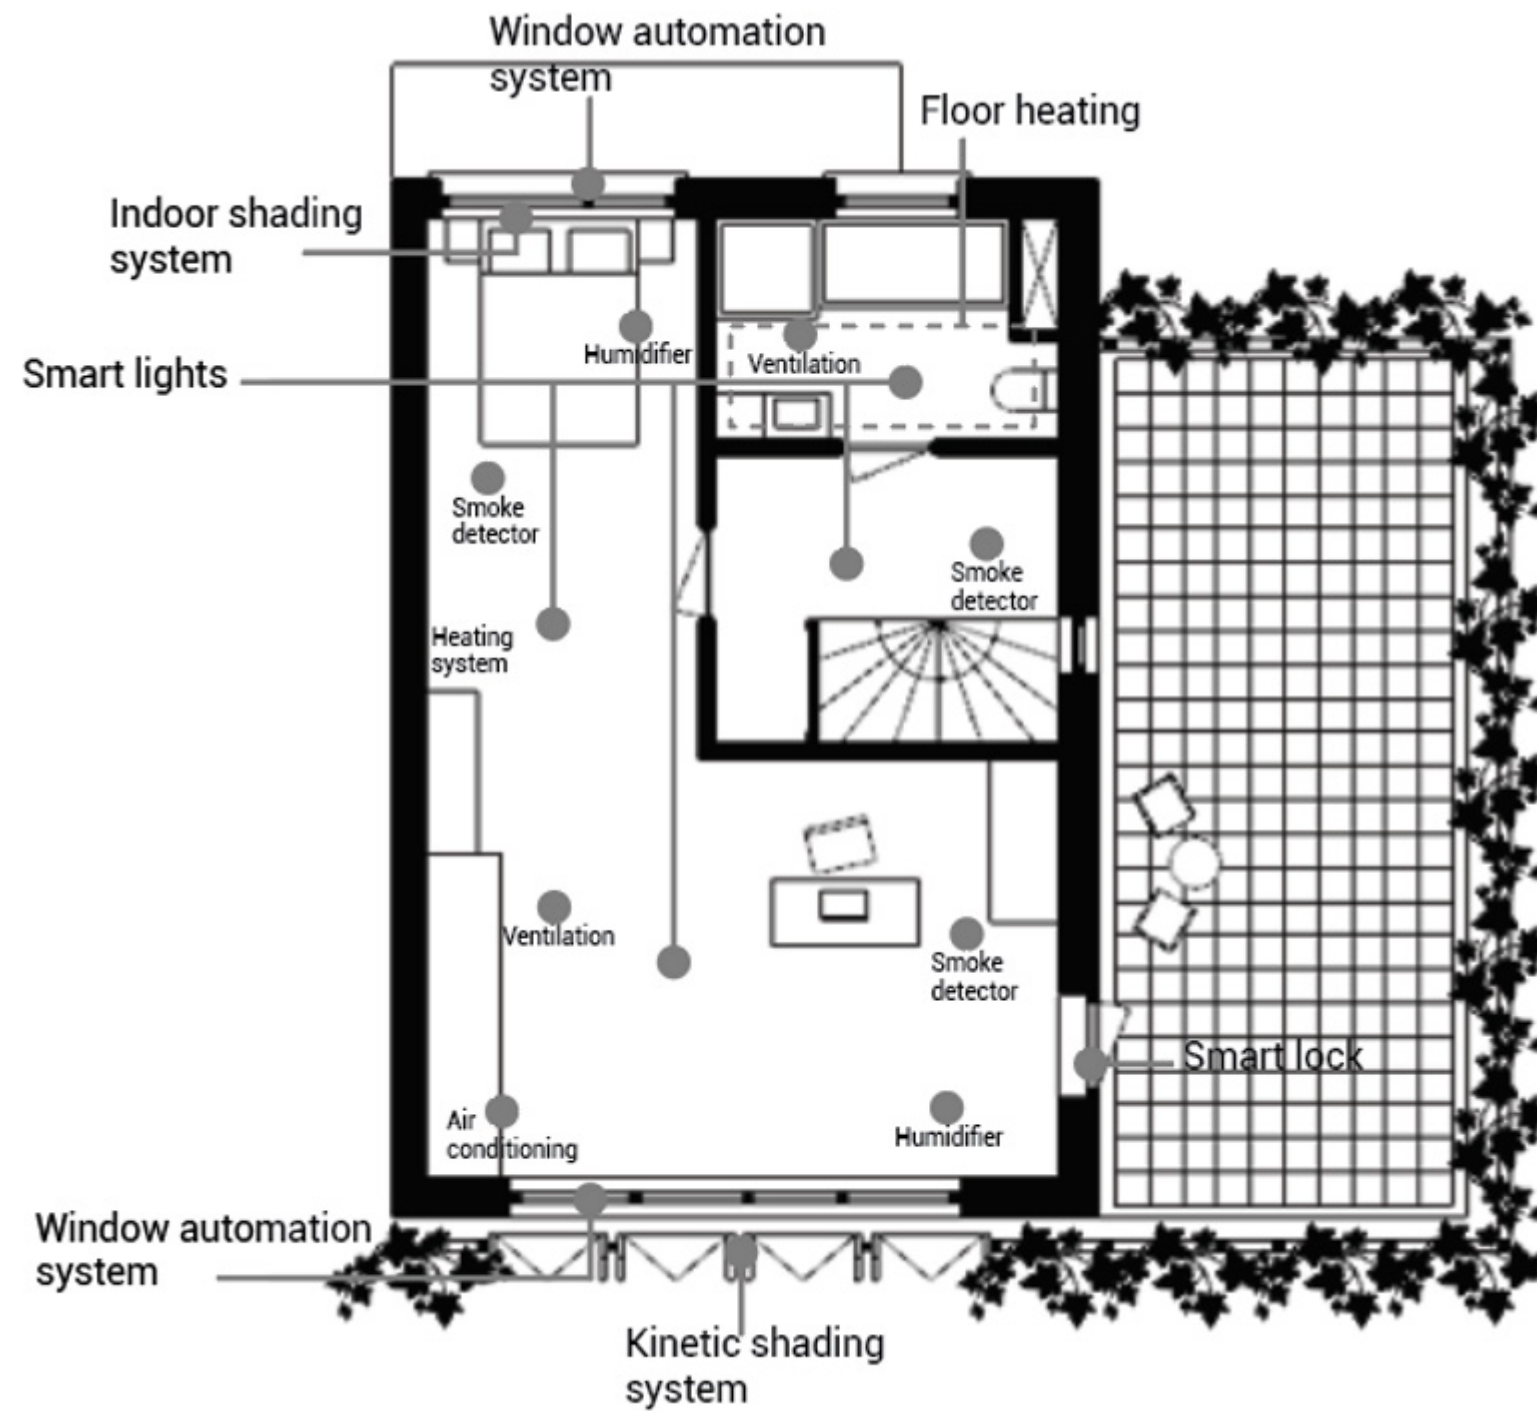 Window automation
system
Floor heating
Indoor shading
system
Humidifier
Ventilation
Smart lights
Smoke
detector
Smoke
detector
Heating
system
Ventilation
Smoke
detector
Smart lock
Air
conditioning
Humidifier
Window automation
system
Kinetic shading
system